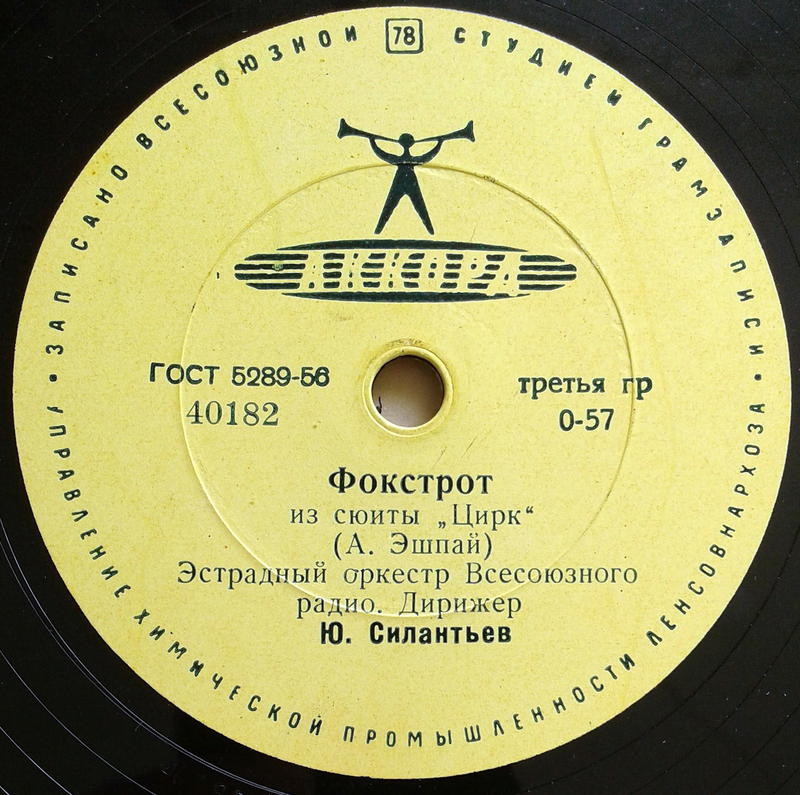 ЗАПИСАНО ВСЕСОЮЗНОЙ 78 СТУДИЕЙ ГРАМЗАПИСИ
АККОРД
ГОСТ 5289-56
40182
третья гр
0-57
Фокстрот
из сюиты „Цирк“
(А. Эшпай)
Эстрадный оркестр Всесоюзного
радио. Дирижер
Ю. Силантьев
• УПРАВЛЕНИЕ ХИМИЧЕСКОЙ ПРОМЫШЛЕННОСТИ ЛЕНСОВНАРХОЗА •